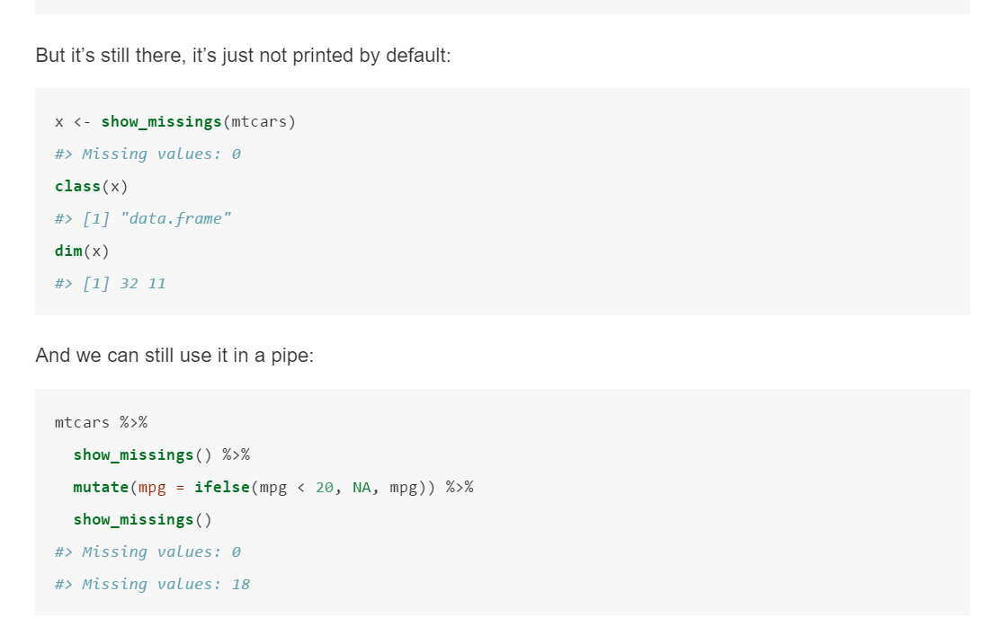 But it’s still there, it’s just not printed by default:
x <- show_missings(mtcars)
#> Missing values: 0
class(x)
#> [1] "data.frame"
dim(x)
#> [1] 32 11
And we can still use it in a pipe:
mtcars %>%
  show_missings() %>%
  mutate(mpg = ifelse(mpg < 20, NA, mpg)) %>%
  show_missings()
#> Missing values: 0
#> Missing values: 18